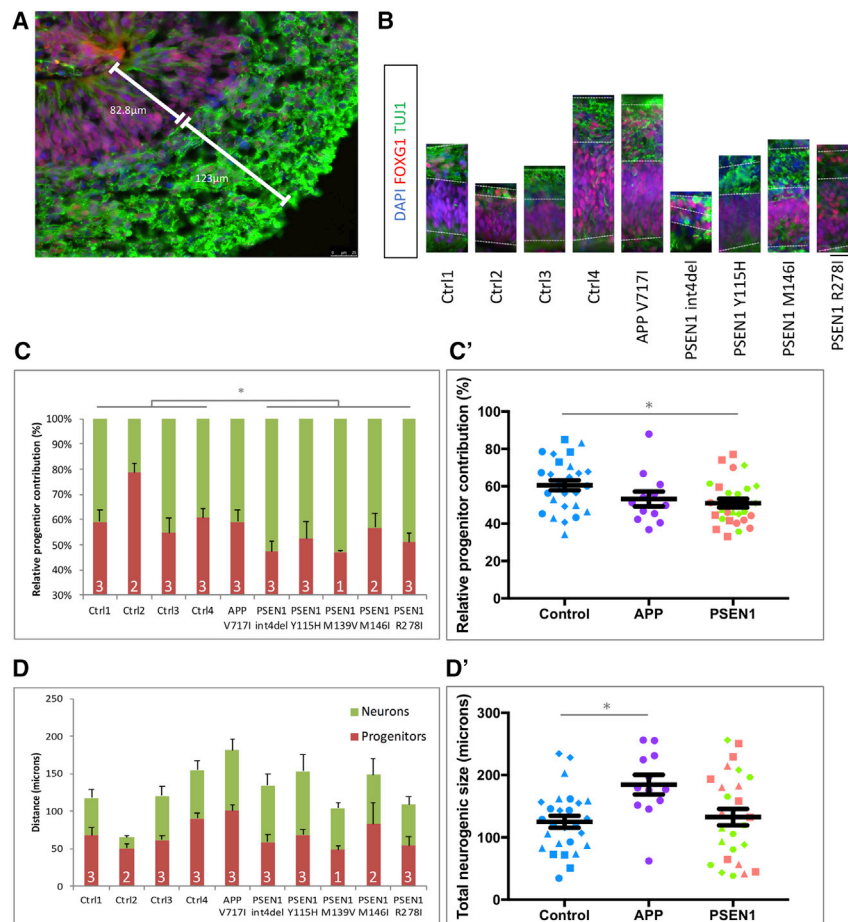 A
82.8µm
123µm
B
DAPI FOXG1 TUJ1
Ctrl1
Ctrl2
Ctrl3
Ctrl4
APP V717I
PSEN1 int4del
PSEN1 Y115H
PSEN1 M146I
PSEN1 R278I
C
*
Relative progenitor contribution (%)
100%
90%
80%
70%
60%
50%
40%
30%
3 2 3 3 3 3 3 1 2 3
Ctrl1 Ctrl2 Ctrl3 Ctrl4 APP PSEN1 PSEN1 PSEN1 PSEN1 PSEN1
V717I int4del Y115H M139V M146I R278I
C'
*
Relative progenitor contribution (%)
100
80
60
40
20
0
Control APP PSEN1
D
Neurons
Progenitors
Distance (microns)
250
200
150
100
50
0
3 2 3 3 3 3 3 1 2 3
Ctrl1 Ctrl2 Ctrl3 Ctrl4 APP PSEN1 PSEN1 PSEN1 PSEN1 PSEN1
V717I int4del Y115H M139V M146I R278I
D'
*
Total neurogenic size (microns)
300
200
100
0
Control APP PSEN1